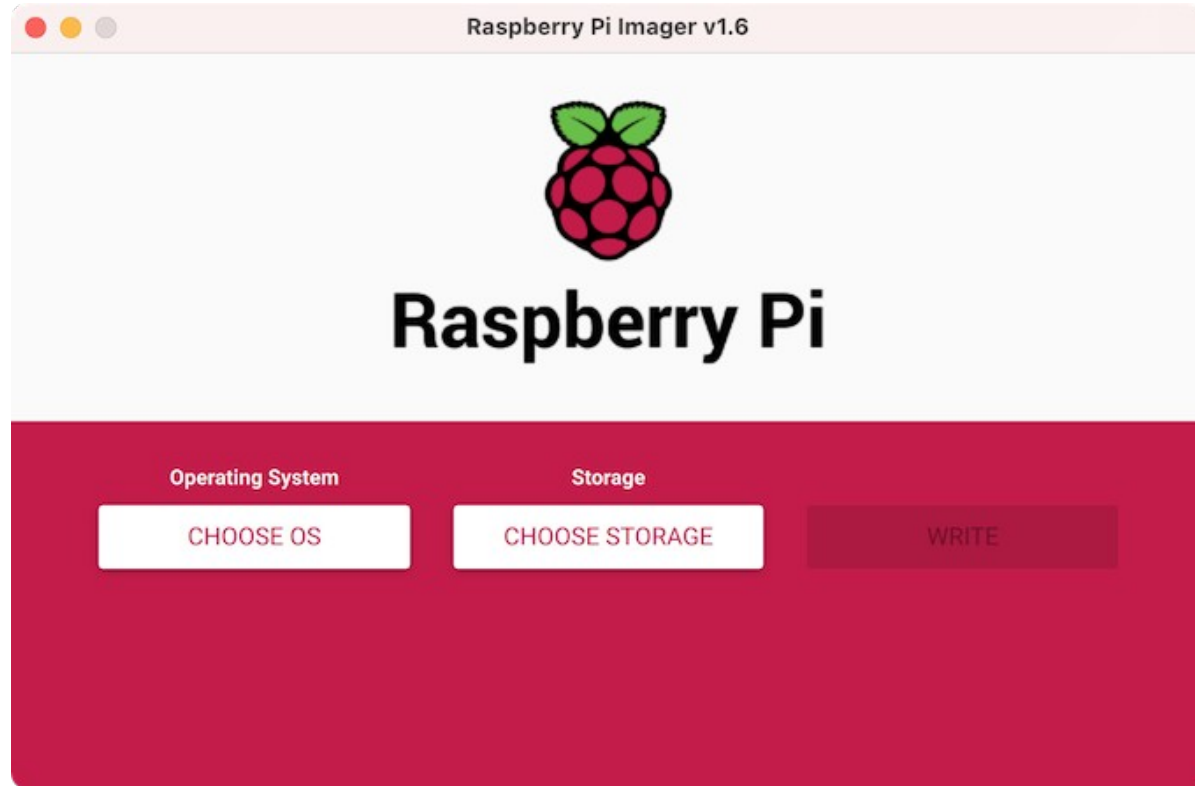 Raspberry Pi Imager v1.6
Raspberry Pi
Operating System
Storage
CHOOSE OS
CHOOSE STORAGE
WRITE